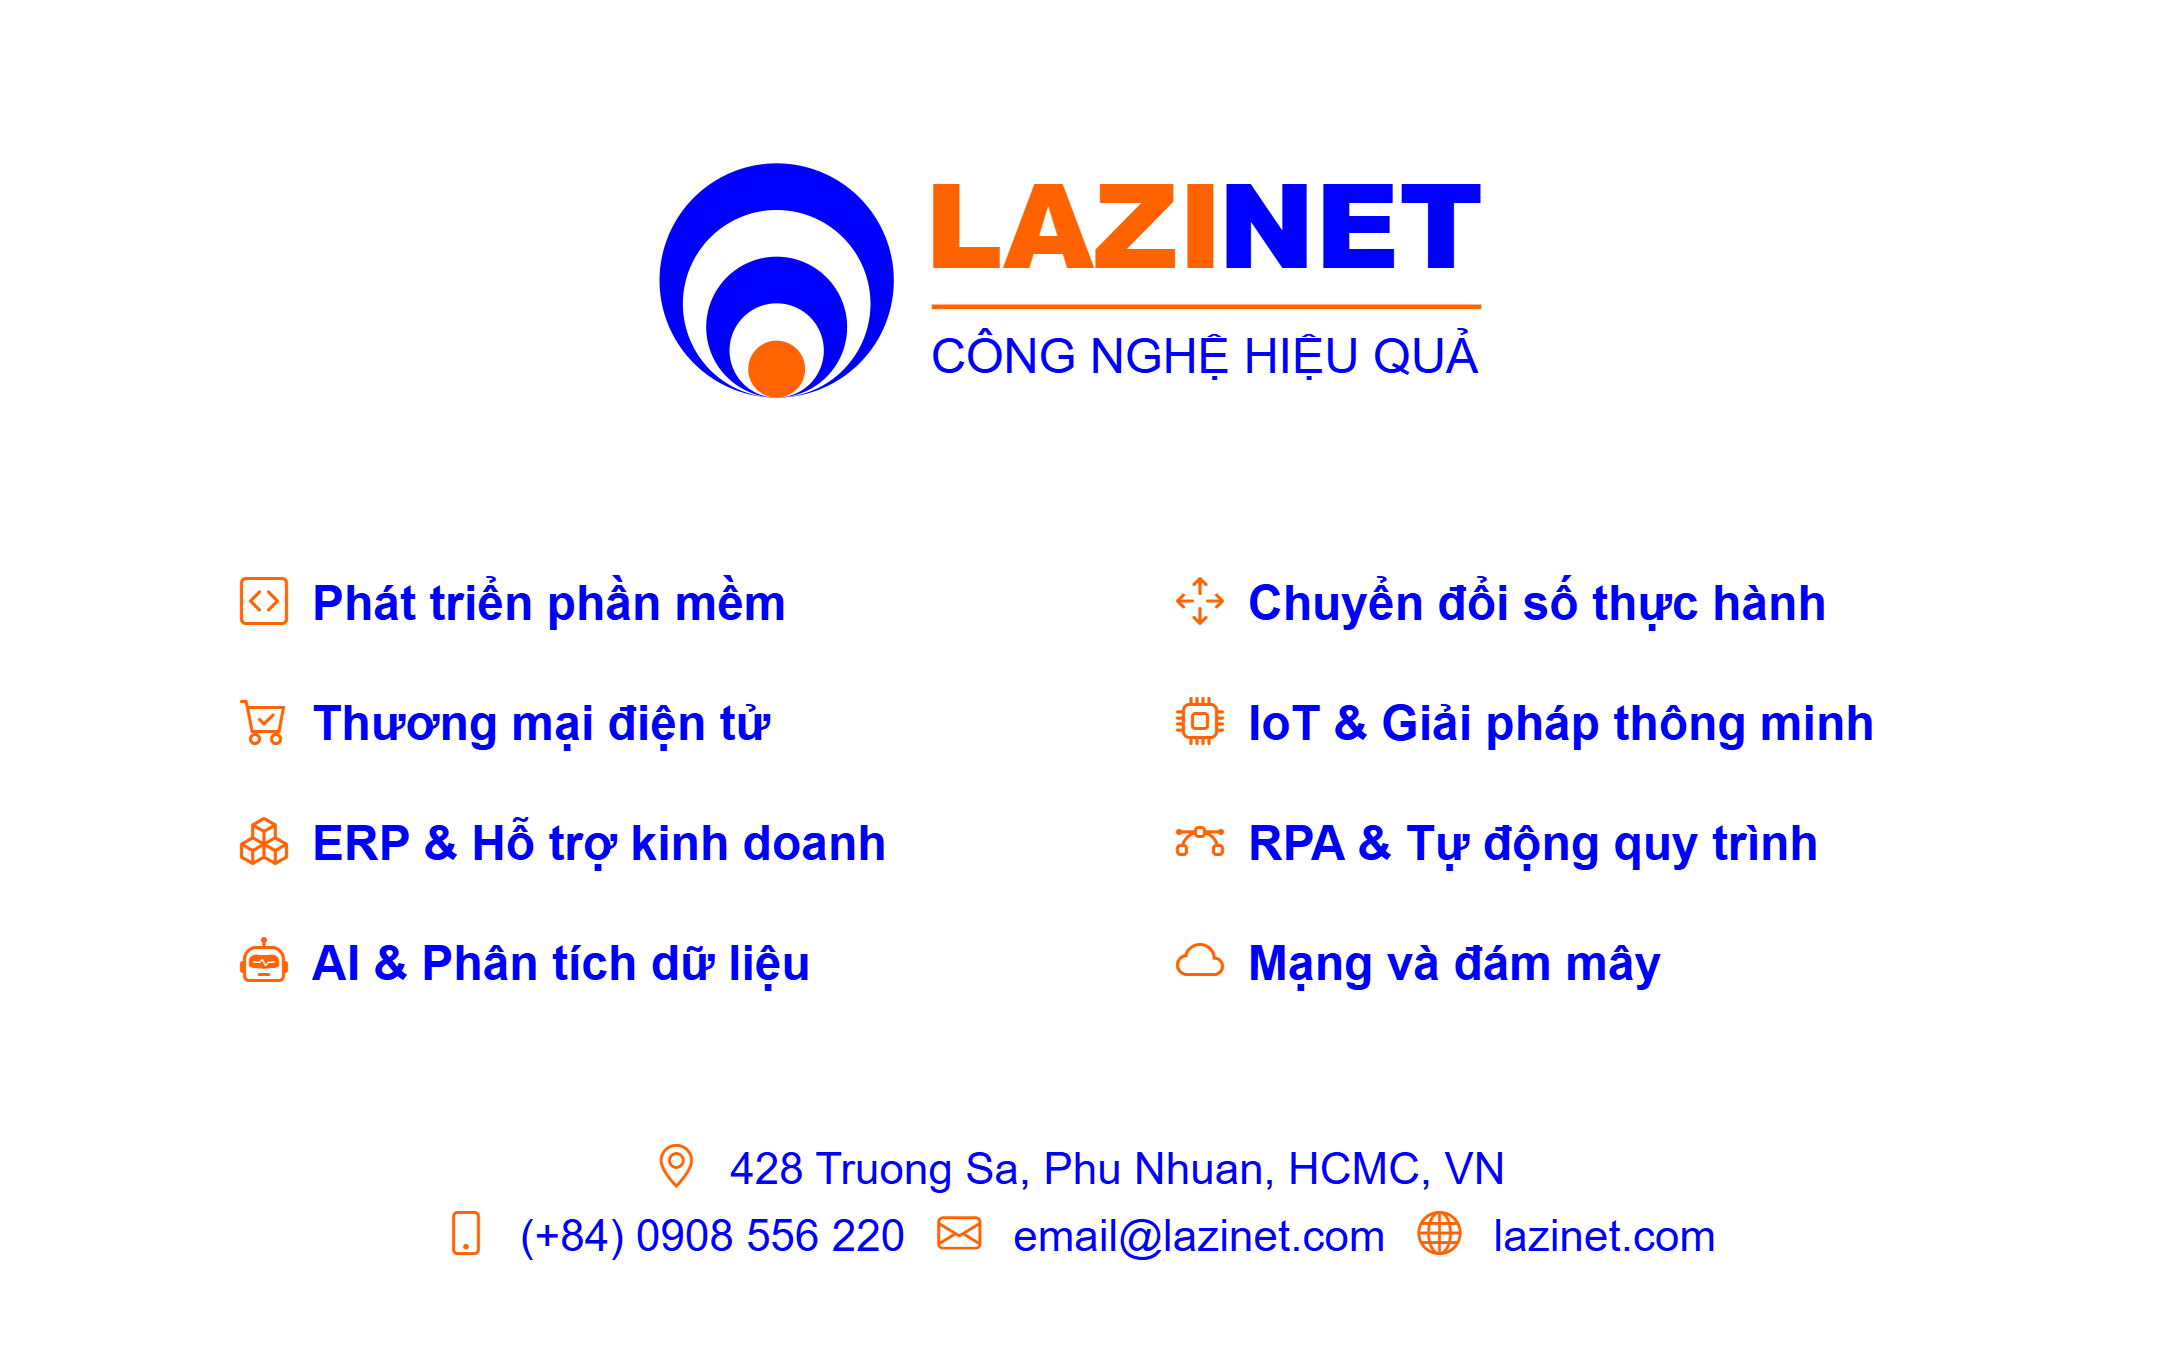 LAZINET
CÔNG NGHỆ HIỆU QUẢ
Phát triển phần mềm
Thương mại điện tử
ERP & Hỗ trợ kinh doanh
AI & Phân tích dữ liệu
Chuyển đổi số thực hành
IoT & Giải pháp thông minh
RPA & Tự động quy trình
Mạng và đám mây
428 Truong Sa, Phu Nhuan, HCMC, VN
(+84) 0908 556 220 email@lazinet.com lazinet.com